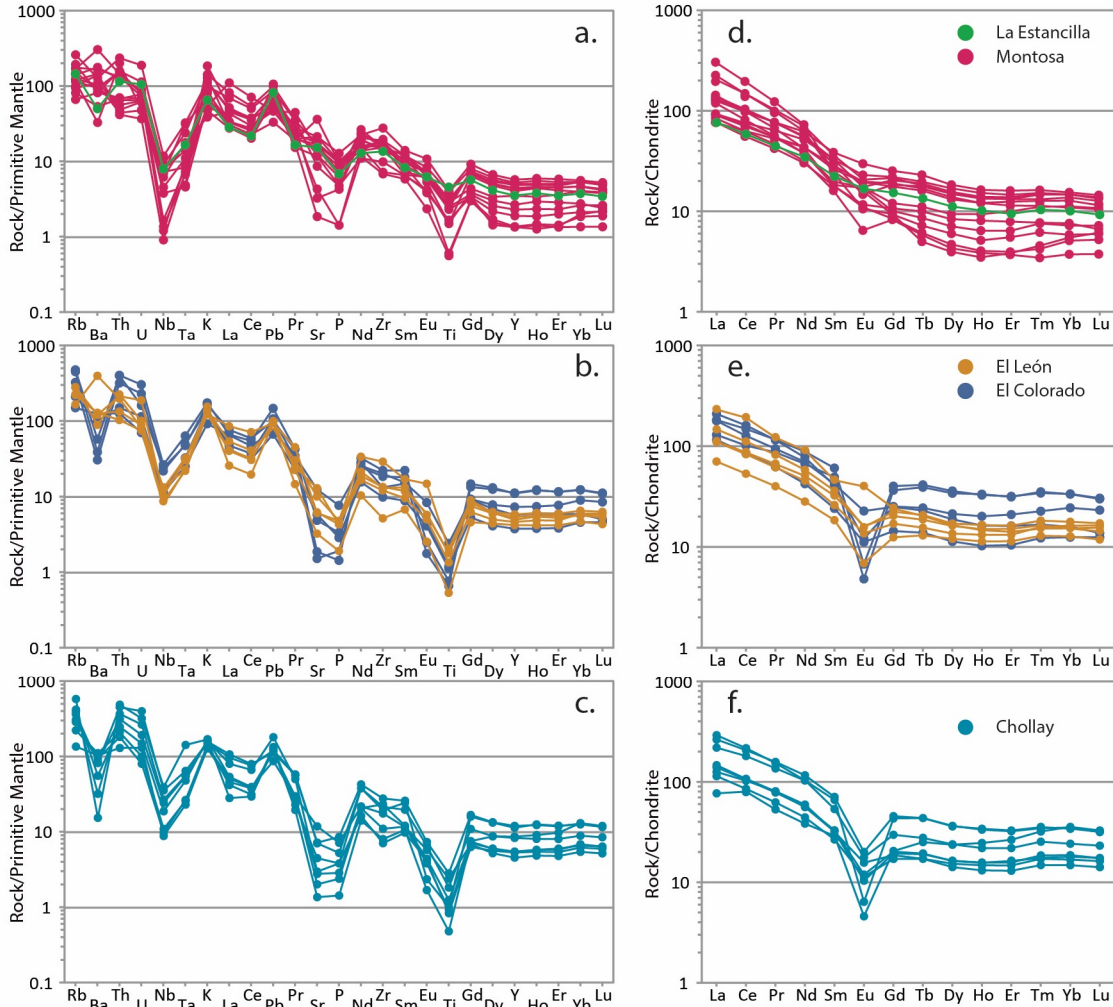 a.
1000
100
10
1
0.1
Rock/Primitive Mantle
Rb Ba Th U Nb Ta K La Ce Pb Pr Sr P Nd Zr Sm Eu Ti Gd Dy Y Ho Er Yb Lu
d.
La Estancilla
Montosa
1000
100
10
1
Rock/Chondrite
La Ce Pr Nd Sm Eu Gd Tb Dy Ho Er Tm Yb Lu
b.
1000
100
10
1
0.1
Rock/Primitive Mantle
Rb Ba Th U Nb Ta K La Ce Pb Pr Sr P Nd Zr Sm Eu Ti Gd Dy Y Ho Er Yb Lu
e.
El León
El Colorado
1000
100
10
1
Rock/Chondrite
La Ce Pr Nd Sm Eu Gd Tb Dy Ho Er Tm Yb Lu
c.
1000
100
10
1
0.1
Rock/Primitive Mantle
Rb Ba Th U Nb Ta K La Ce Pb Pr Sr P Nd Zr Sm Eu Ti Gd Dy Y Ho Er Yb Lu
f.
Chollay
1000
100
10
1
Rock/Chondrite
La Ce Pr Nd Sm Eu Gd Tb Dy Ho Er Tm Yb Lu